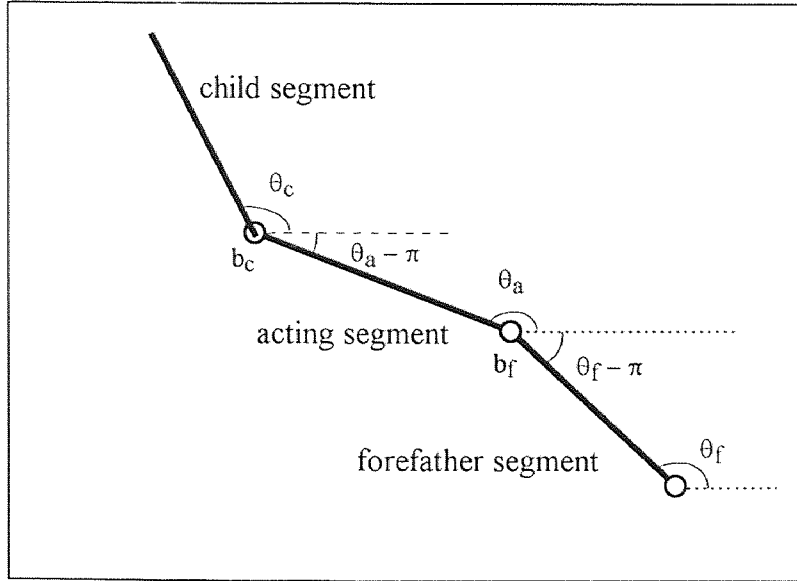 child segment
θc
bc
θa – π
θa
acting segment
bf
θf – π
forefather segment
θf